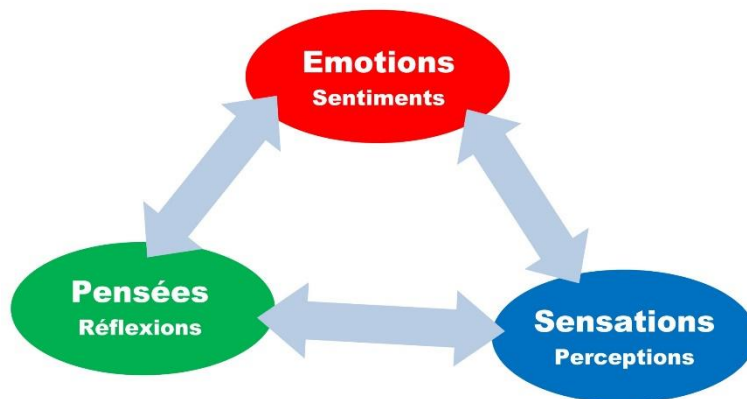 Emotions
Sentiments
Pensées
Réflexions
Sensations
Perceptions